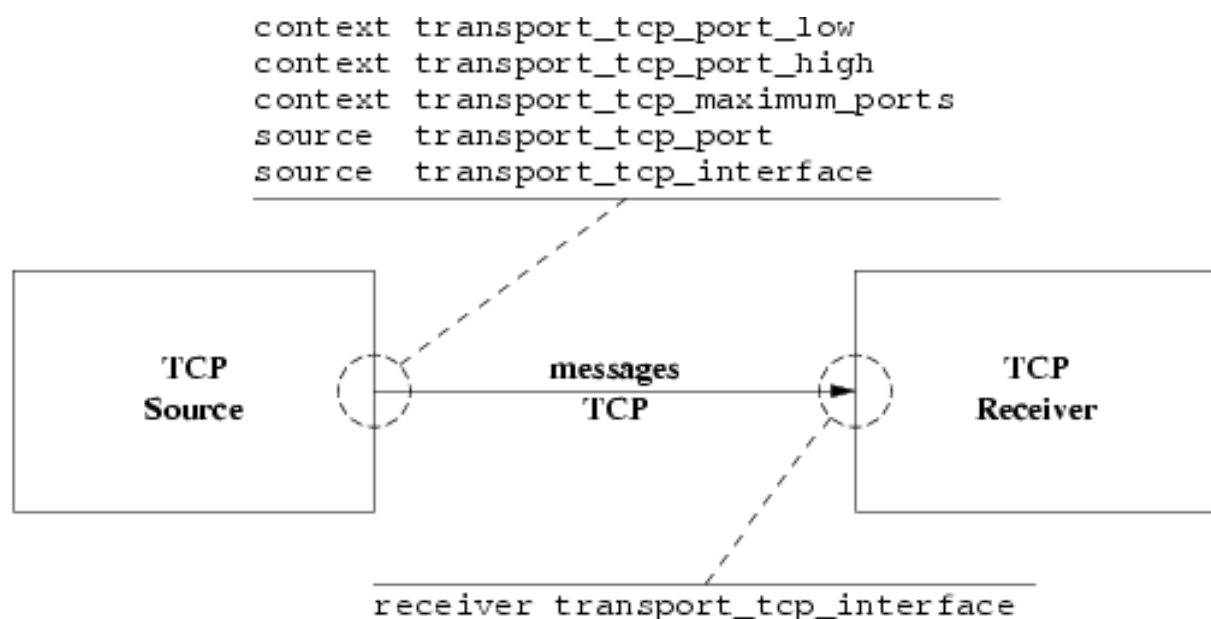 context transport_tcp_port_low
context transport_tcp_port_high
context transport_tcp_maximum_ports
source  transport_tcp_port
source  transport_tcp_interface
TCP
Source
messages
TCP
TCP
Receiver
receiver transport_tcp_interface